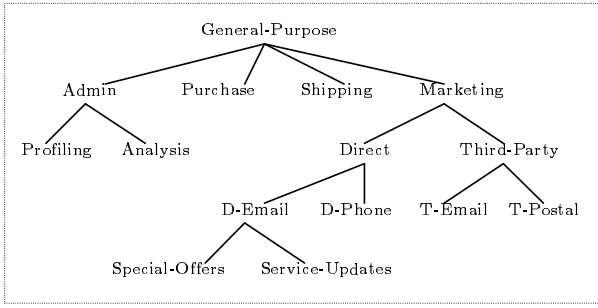 General-Purpose
Admin Purchase Shipping Marketing
Profiling Analysis Direct Third-Party
D-Email D-Phone T-Email T-Postal
Special-Offers Service-Updates